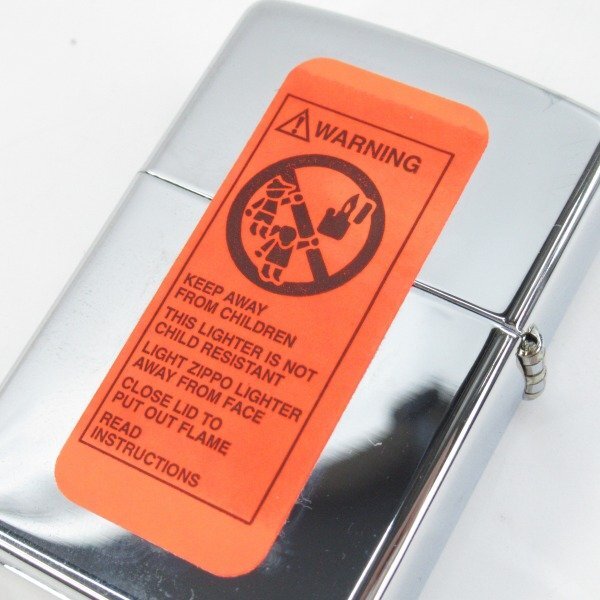 WARNING
KEEP AWAY
FROM CHILDREN
THIS LIGHTER IS NOT
CHILD RESISTANT
LIGHT ZIPPO LIGHTER
AWAY FROM FACE
CLOSE LID TO
PUT OUT FLAME
READ
INSTRUCTIONS